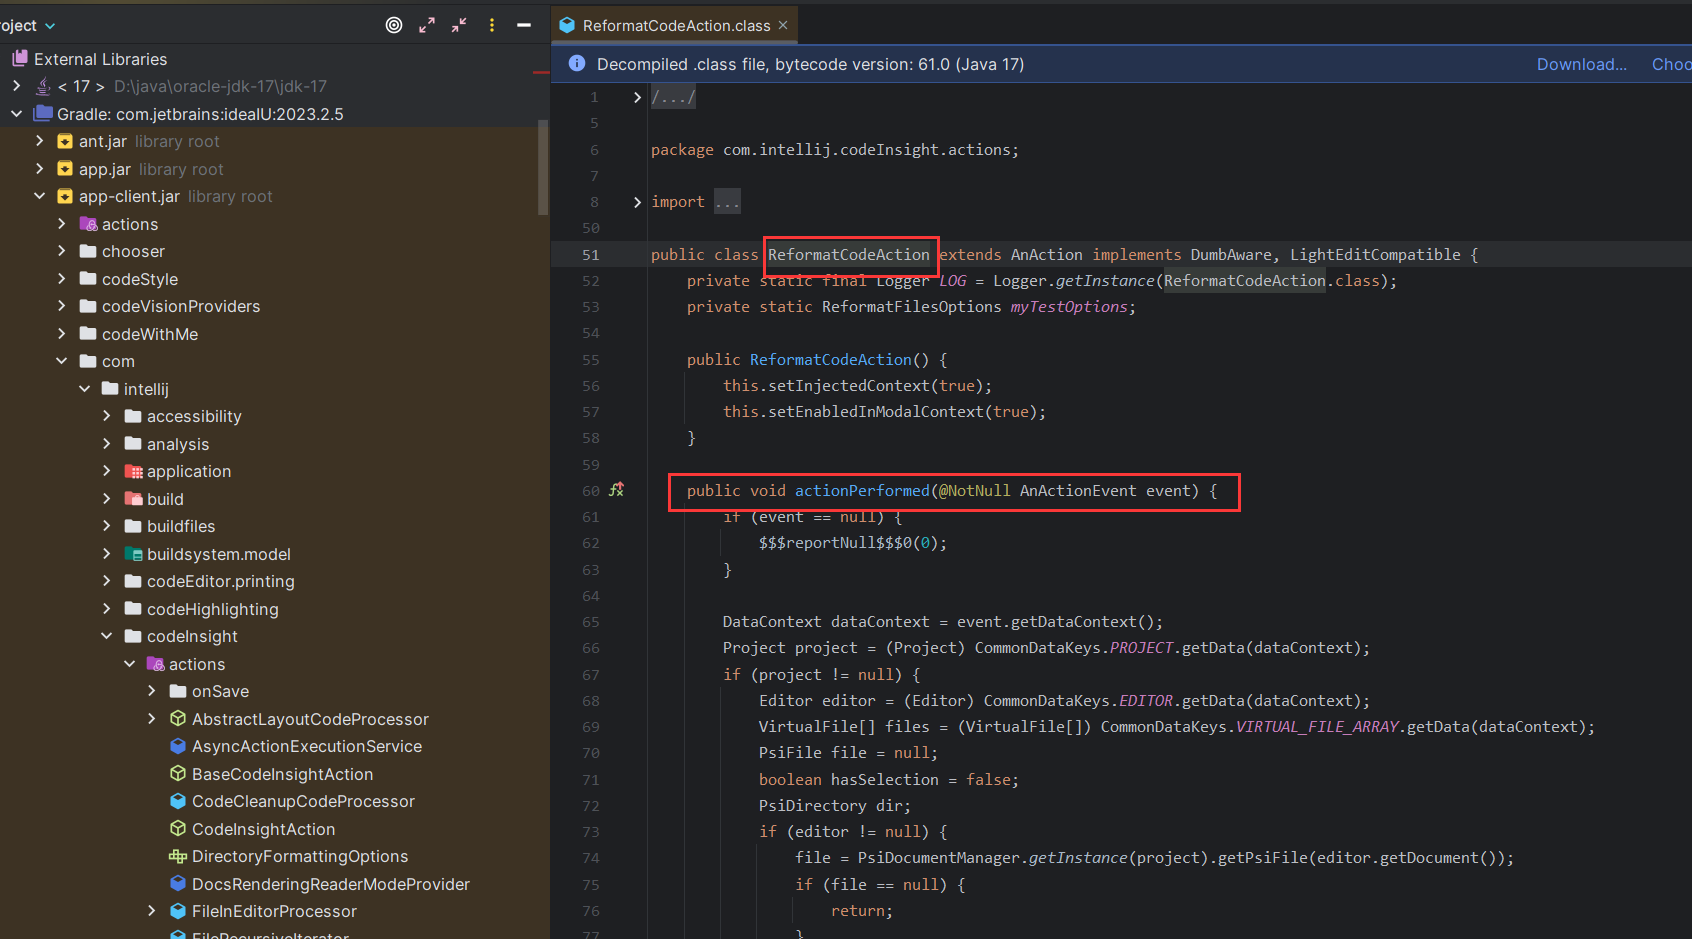 roject
External Libraries
< 17 > D:\java\oracle-jdk-17\jdk-17
Gradle: com.jetbrains:ideaIU:2023.2.5
ant.jar library root
app.jar library root
app-client.jar library root
actions
chooser
codeStyle
codeVisionProviders
codeWithMe
com
intellij
accessibility
analysis
application
build
buildfiles
buildsystem.model
codeEditor.printing
codeHighlighting
codeInsight
actions
onSave
AbstractLayoutCodeProcessor
AsyncActionExecutionService
BaseCodeInsightAction
CodeCleanupCodeProcessor
CodeInsightAction
DirectoryFormattingOptions
DocsRenderingReaderModeProvider
FileInEditorProcessor
FileRecursiveIterator
ReformatCodeAction.class
Decompiled .class file, bytecode version: 61.0 (Java 17) Download... Choo
1 /.../
5
6 package com.intellij.codeInsight.actions;
7
8 import ...
50
51 public class ReformatCodeAction extends AnAction implements DumbAware, LightEditCompatible {
52 private static final Logger LOG = Logger.getInstance(ReformatCodeAction.class);
53 private static ReformatFilesOptions myTestOptions;
54
55 public ReformatCodeAction() {
56 this.setInjectedContext(true);
57 this.setEnabledInModalContext(true);
58 }
59
60 public void actionPerformed(@NotNull AnActionEvent event) {
61 if (event == null) {
62 $$$reportNull$$$0(0);
63 }
64
65 DataContext dataContext = event.getDataContext();
66 Project project = (Project) CommonDataKeys.PROJECT.getData(dataContext);
67 if (project != null) {
68 Editor editor = (Editor) CommonDataKeys.EDITOR.getData(dataContext);
69 VirtualFile[] files = (VirtualFile[]) CommonDataKeys.VIRTUAL_FILE_ARRAY.getData(dataContext);
70 PsiFile file = null;
71 boolean hasSelection = false;
72 PsiDirectory dir;
73 if (editor != null) {
74 file = PsiDocumentManager.getInstance(project).getPsiFile(editor.getDocument());
75 if (file == null) {
76 return;
77 }